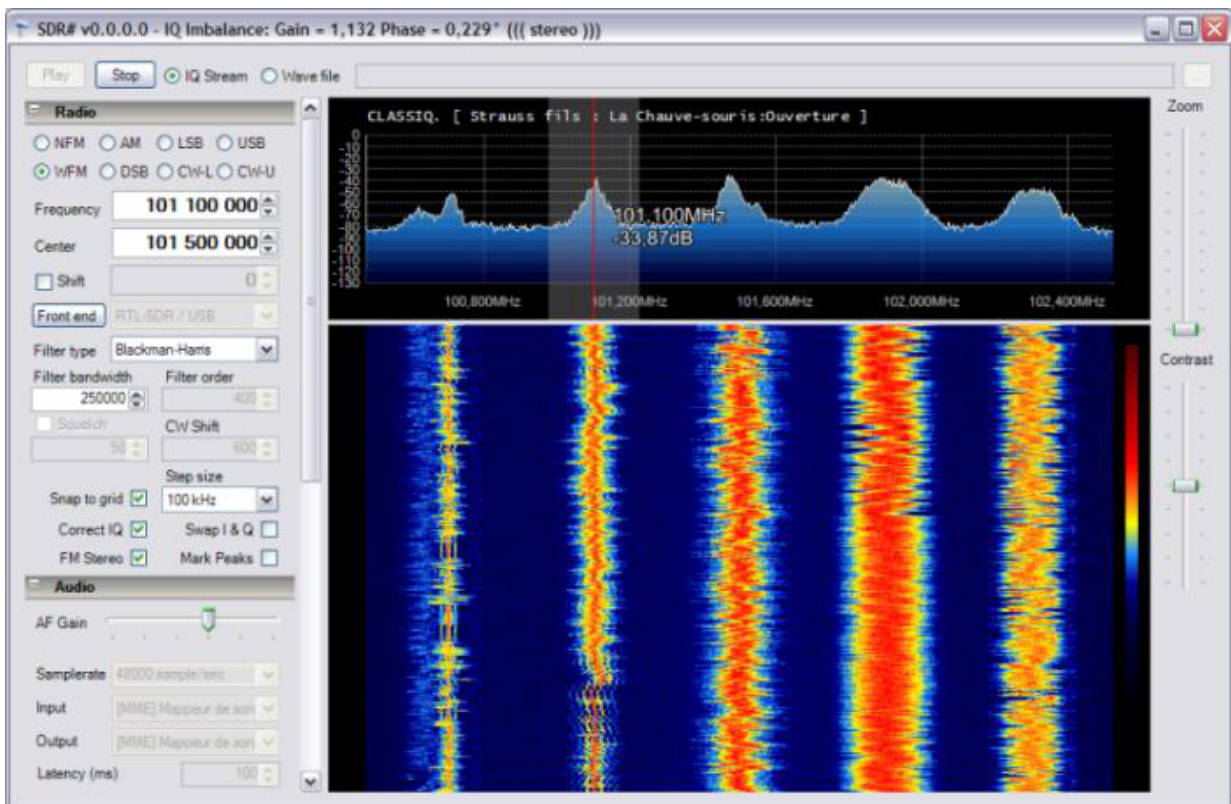 SDR# v0.0.0.0 - IQ Imbalance: Gain = 1,132 Phase = 0,229° ((( stereo )))
Play Stop IQ Stream Wave file ...
Radio
NFM AM LSB USB
WFM DSB CW-L CW-U
Frequency 101 100 000
Center 101 500 000
Shift 0
Front end RTL-SDR / USB
Filter type Blackman-Harris
Filter bandwidth Filter order
250000 400
Squelch CW Shift
50 600
Step size
Snap to grid 100 kHz
Correct IQ Swap I & Q
FM Stereo Mark Peaks
Audio
AF Gain
Samplerate 48000 sample/sec
Input [MME] Mappeur de son
Output [MME] Mappeur de son
Latency (ms) 100
CLASSIQ. [ Strauss fils : La Chauve-souris:Ouverture ]
0
-10
-20
-30
-40
-50
-60
-70
-80
-90
-100
-110
-120
-130
101,100MHz
-33,87dB
100,800MHz 101,200MHz 101,600MHz 102,000MHz 102,400MHz
Zoom
Contrast